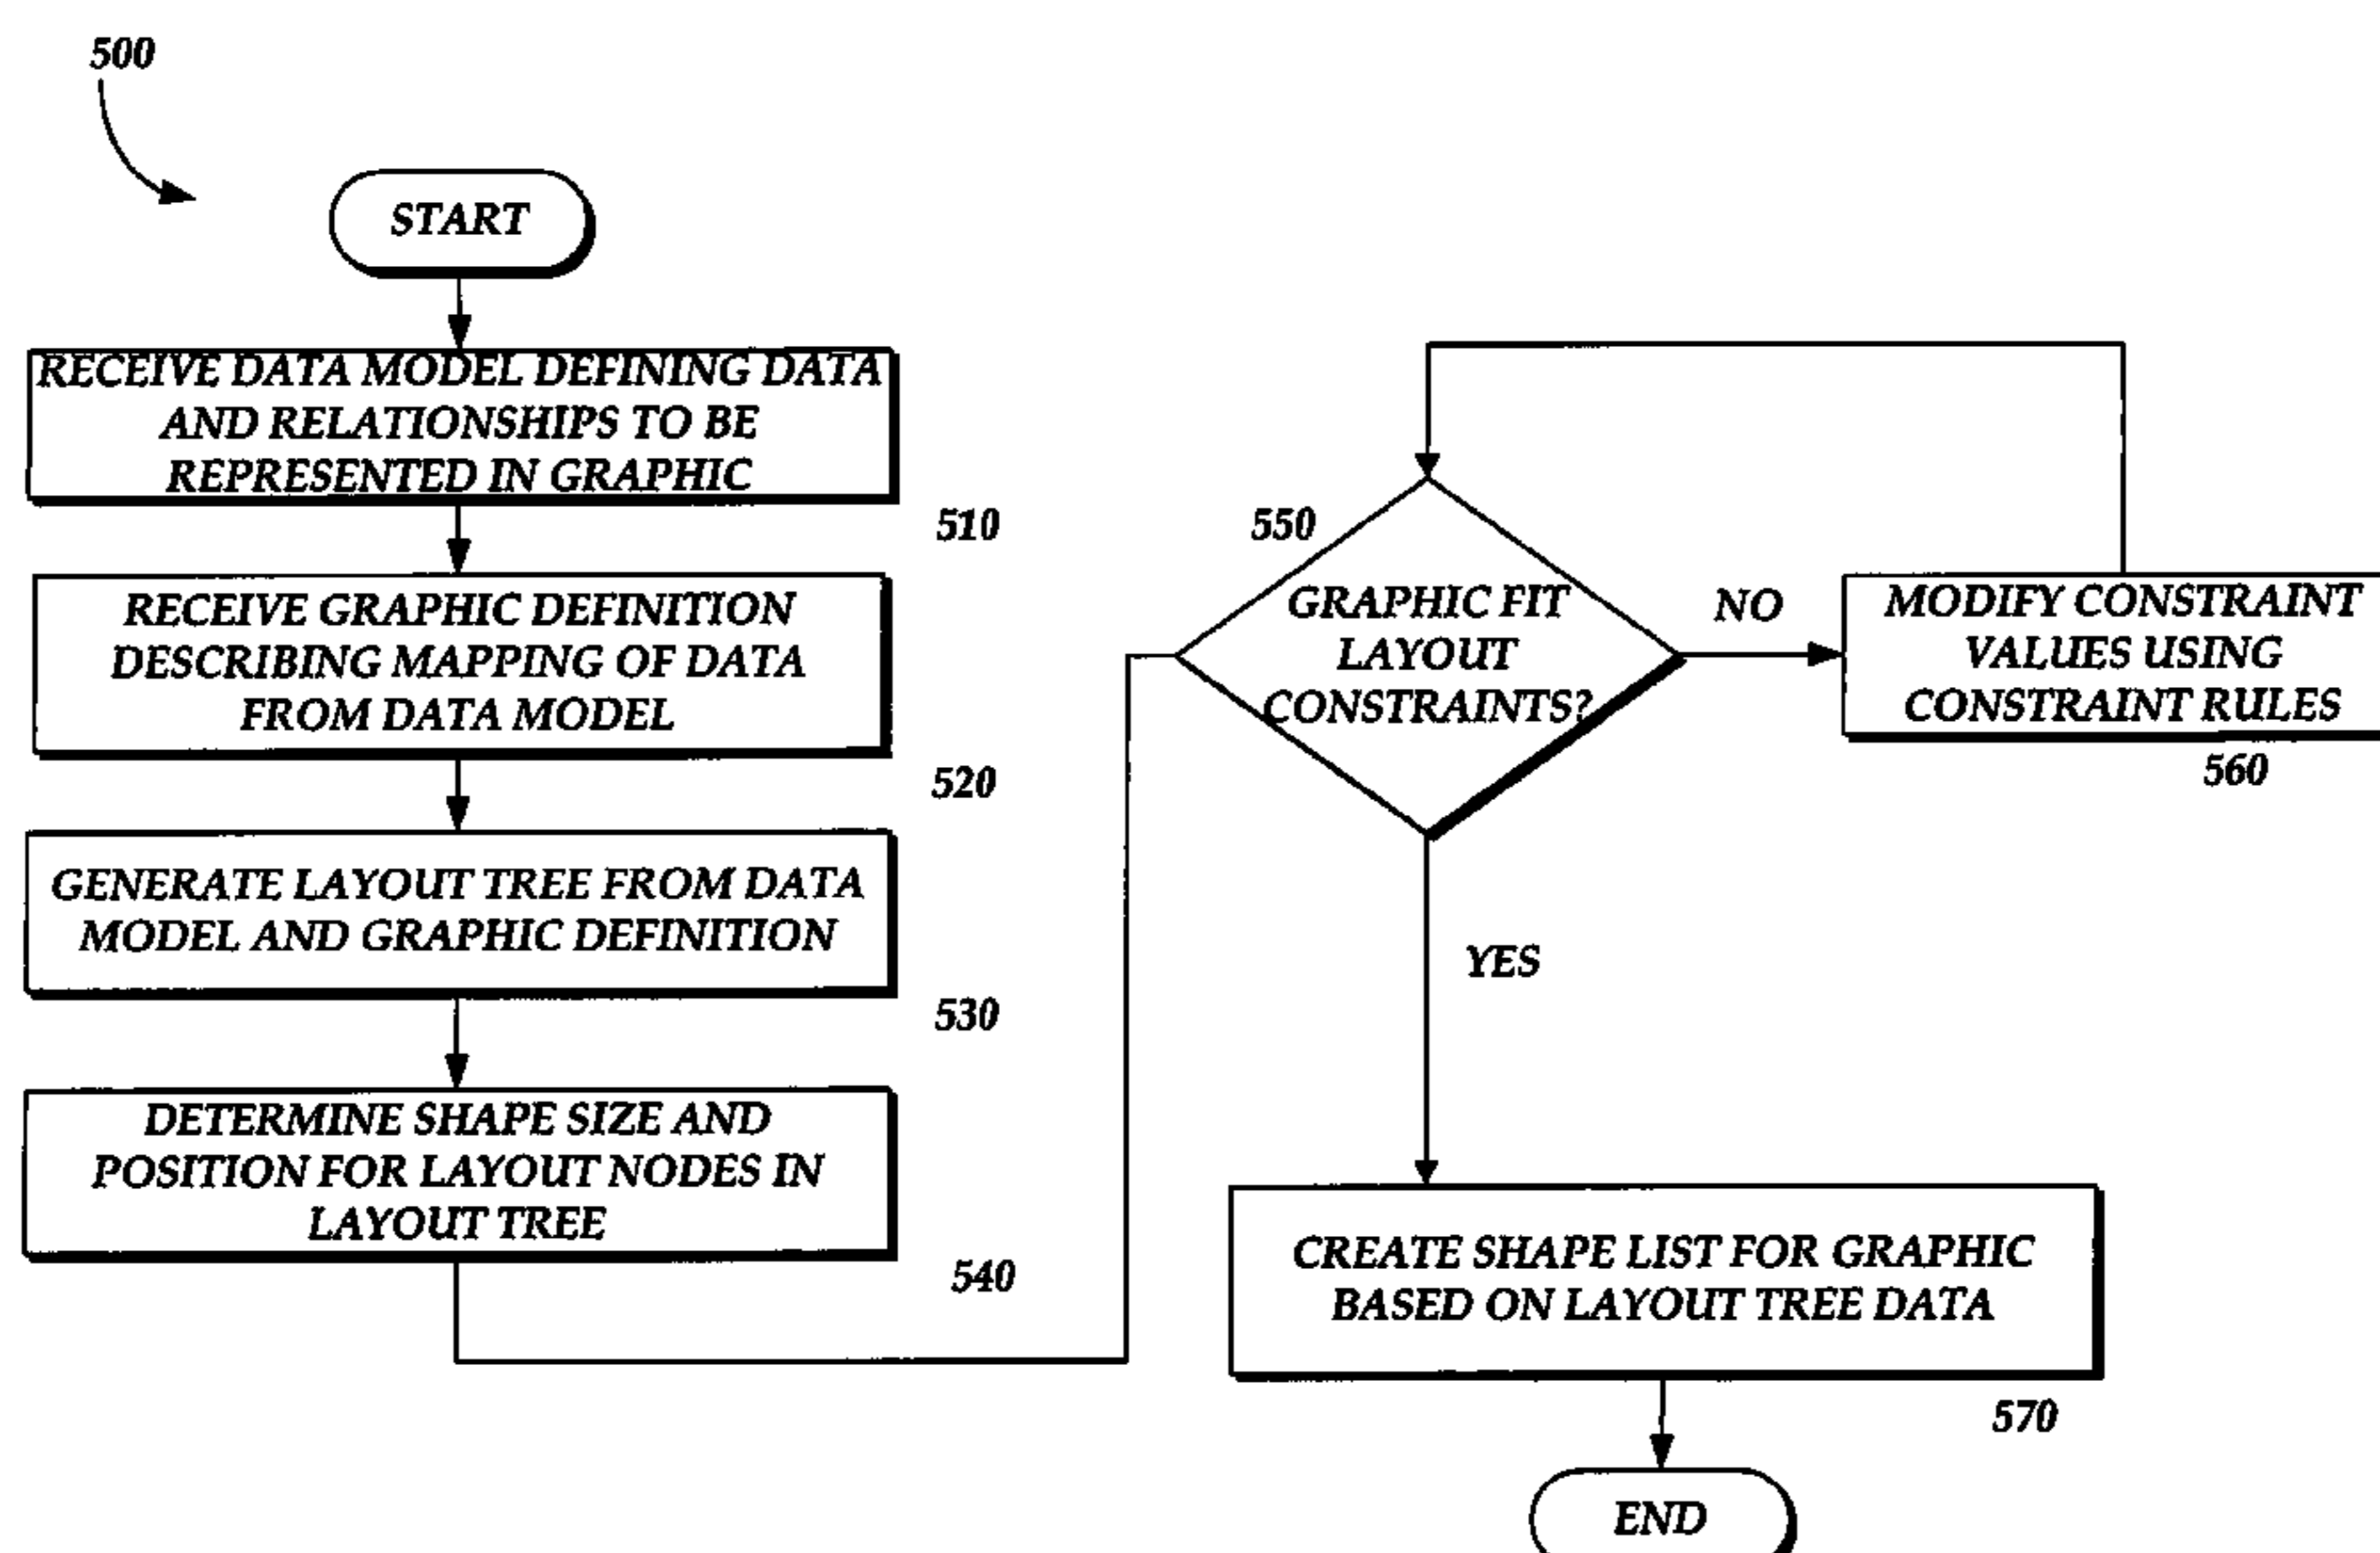 500
START
RECEIVE DATA MODEL DEFINING DATA
AND RELATIONSHIPS TO BE
REPRESENTED IN GRAPHIC
510
RECEIVE GRAPHIC DEFINITION
DESCRIBING MAPPING OF DATA
FROM DATA MODEL
520
GENERATE LAYOUT TREE FROM DATA
MODEL AND GRAPHIC DEFINITION
530
DETERMINE SHAPE SIZE AND
POSITION FOR LAYOUT NODES IN
LAYOUT TREE
540
550
GRAPHIC FIT
LAYOUT
CONSTRAINTS?
NO
MODIFY CONSTRAINT
VALUES USING
CONSTRAINT RULES
560
YES
CREATE SHAPE LIST FOR GRAPHIC
BASED ON LAYOUT TREE DATA
570
END